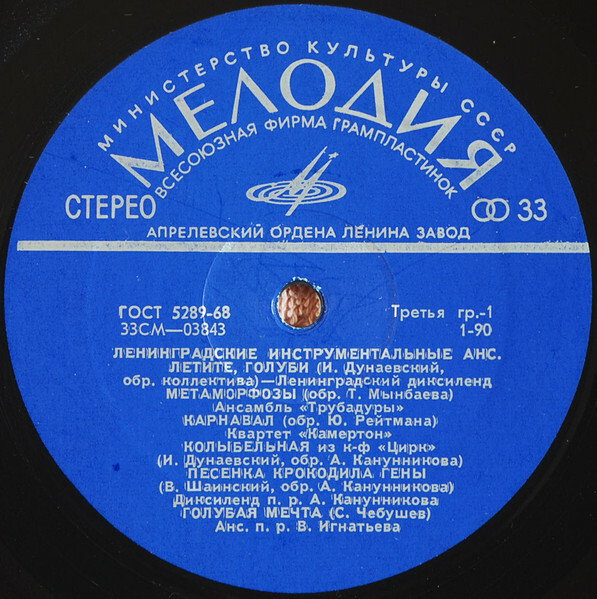 МИНИСТЕРСТВО КУЛЬТУРЫ СССР
МЕЛОДИЯ
ВСЕСОЮЗНАЯ ФИРМА ГРАМПЛАСТИНОК
СТЕРЕО
33
АПРЕЛЕВСКИЙ ОРДЕНА ЛЕНИНА ЗАВОД
ГОСТ 5289-68 Третья гр.-1
33СМ—03843 1-90
ЛЕНИНГРАДСКИЕ ИНСТРУМЕНТАЛЬНЫЕ АНС.
ЛЕТИТЕ, ГОЛУБИ (И. Дунаевский,
обр. коллектива)—Ленинградский диксиленд
МЕТАМОРФОЗЫ (обр. Т. Мынбаева)
Ансамбль «Трубадуры»
КАРНАВАЛ (обр. Ю. Рейтмана)
Квартет «Камертон»
КОЛЫБЕЛЬНАЯ из к-ф «Цирк»
(И. Дунаевский, обр. А. Канунникова)
ПЕСЕНКА КРОКОДИЛА ГЕНЫ
(В. Шаинский, обр. А. Канунникова)
Диксиленд п. р. А. Канунникова
ГОЛУБАЯ МЕЧТА (С. Чебушев)
Анс. п. р. В. Игнатьева